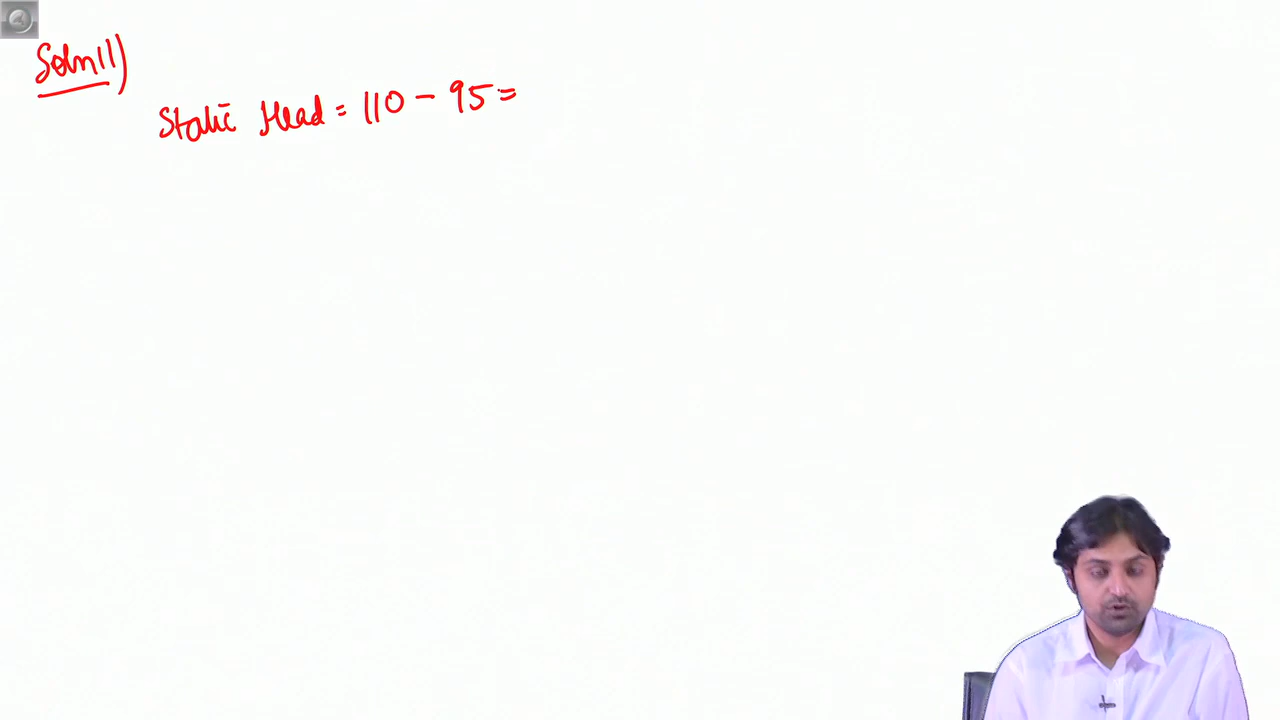 Soln 11)
Static Head = 110 - 95 =